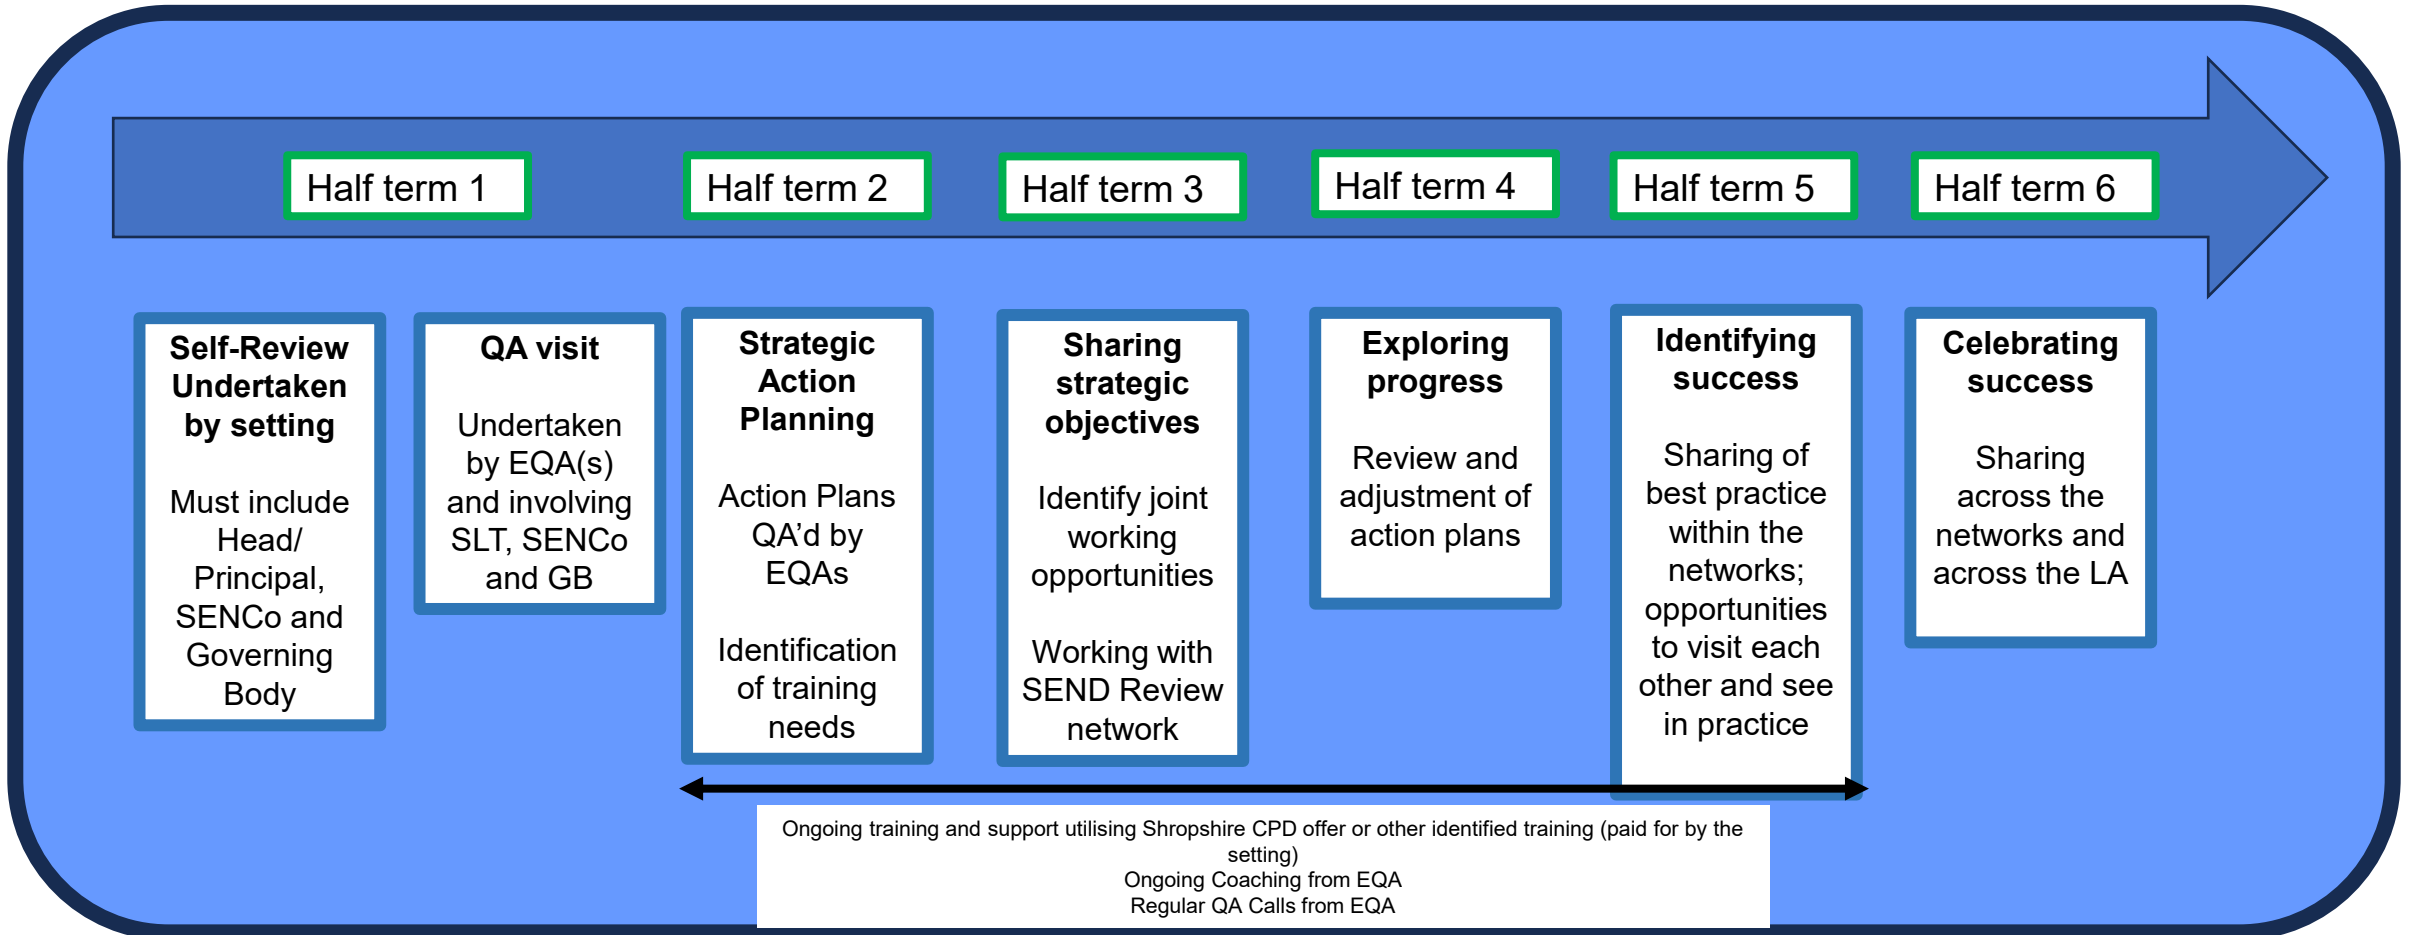 Half term 1
Half term 2
Half term 3
Half term 4
Half term 5
Half term 6
Self-Review
Undertaken
by setting
Must include
Head/
Principal,
SENCo and
Governing
Body
QA visit
Undertaken
by EQA(s)
and involving
SLT, SENCo
and GB
Strategic
Action
Planning
Action Plans
QA’d by
EQAs
Identification
of training
needs
Sharing
strategic
objectives
Identify joint
working
opportunities
Working with
SEND Review
network
Exploring
progress
Review and
adjustment of
action plans
Identifying
success
Sharing of
best practice
within the
networks;
opportunities
to visit each
other and see
in practice
Celebrating
success
Sharing
across the
networks and
across the LA
Ongoing training and support utilising Shropshire CPD offer or other identified training (paid for by the
setting)
Ongoing Coaching from EQA
Regular QA Calls from EQA